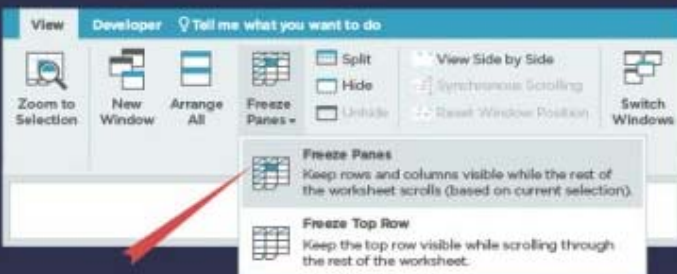 View Developer Tell me what you want to do
Zoom to Selection
New Window
Arrange All
Freeze Panes
Split
Hide
Unhide
View Side by Side
Synchronous Scrolling
Reset Window Position
Switch Windows
Freeze Panes
Keep rows and columns visible while the rest of
the worksheet scrolls (based on current selection).
Freeze Top Row
Keep the top row visible while scrolling through
the rest of the worksheet.